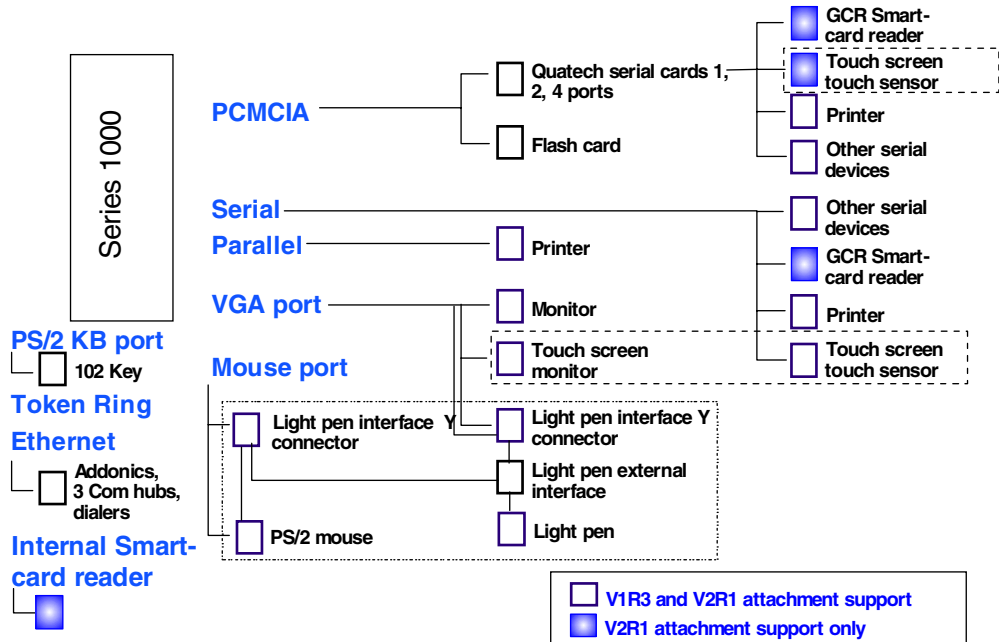 Series 1000
PCMCIA
Quatech serial cards 1,
2, 4 ports
Flash card
GCR Smart-
card reader
Touch screen
touch sensor
Printer
Other serial
devices
Serial
Other serial
devices
GCR Smart-
card reader
Printer
Touch screen
touch sensor
Parallel
Printer
VGA port
Monitor
Touch screen
monitor
PS/2 KB port
102 Key
Token Ring
Ethernet
Addonics,
3 Com hubs,
dialers
Internal Smart-
card reader
Mouse port
Light pen interface Y
connector
PS/2 mouse
Light pen interface Y
connector
Light pen external
interface
Light pen
V1R3 and V2R1 attachment support
V2R1 attachment support only